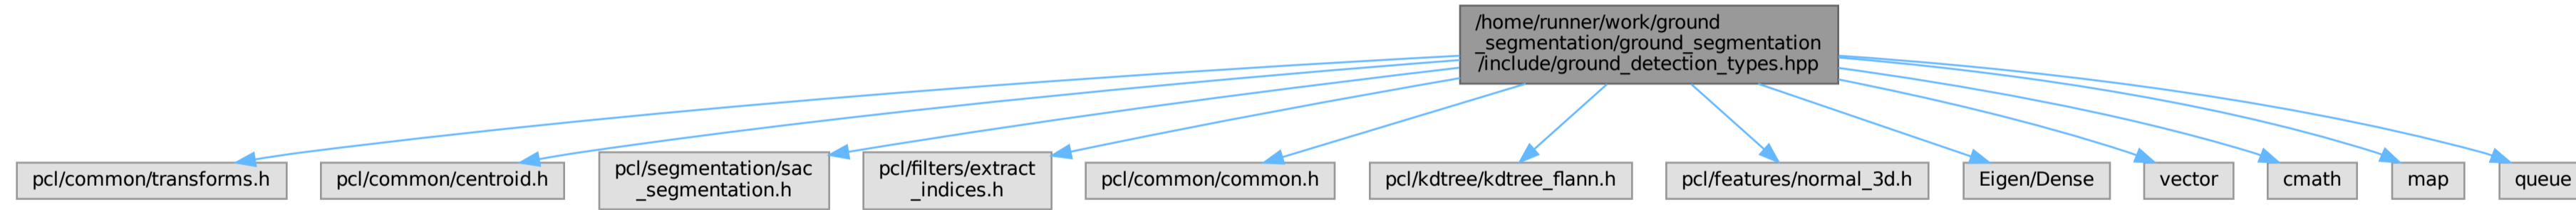 /home/runner/work/ground
_segmentation/ground_segmentation
/include/ground_detection_types.hpp
pcl/common/transforms.h
pcl/common/centroid.h
pcl/segmentation/sac
_segmentation.h
pcl/filters/extract
_indices.h
pcl/common/common.h
pcl/kdtree/kdtree_flann.h
pcl/features/normal_3d.h
Eigen/Dense
vector
cmath
map
queue